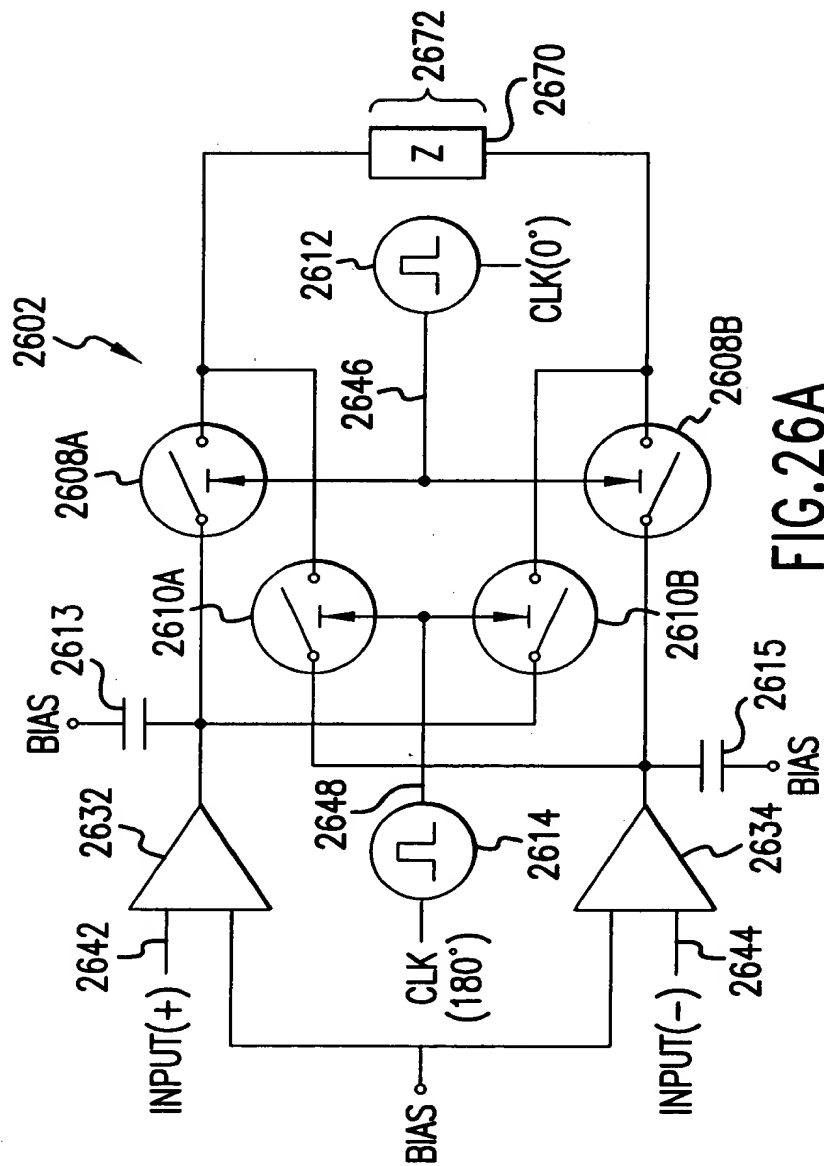 2602
2608A
2613
BIAS
2610A
2632
2642
INPUT(+)
2672
2670
Z
2612
CLK(0°)
2646
2648
2614
CLK
(180°)
BIAS
2610B
2608B
2615
BIAS
2634
2644
INPUT(-)
FIG.26A